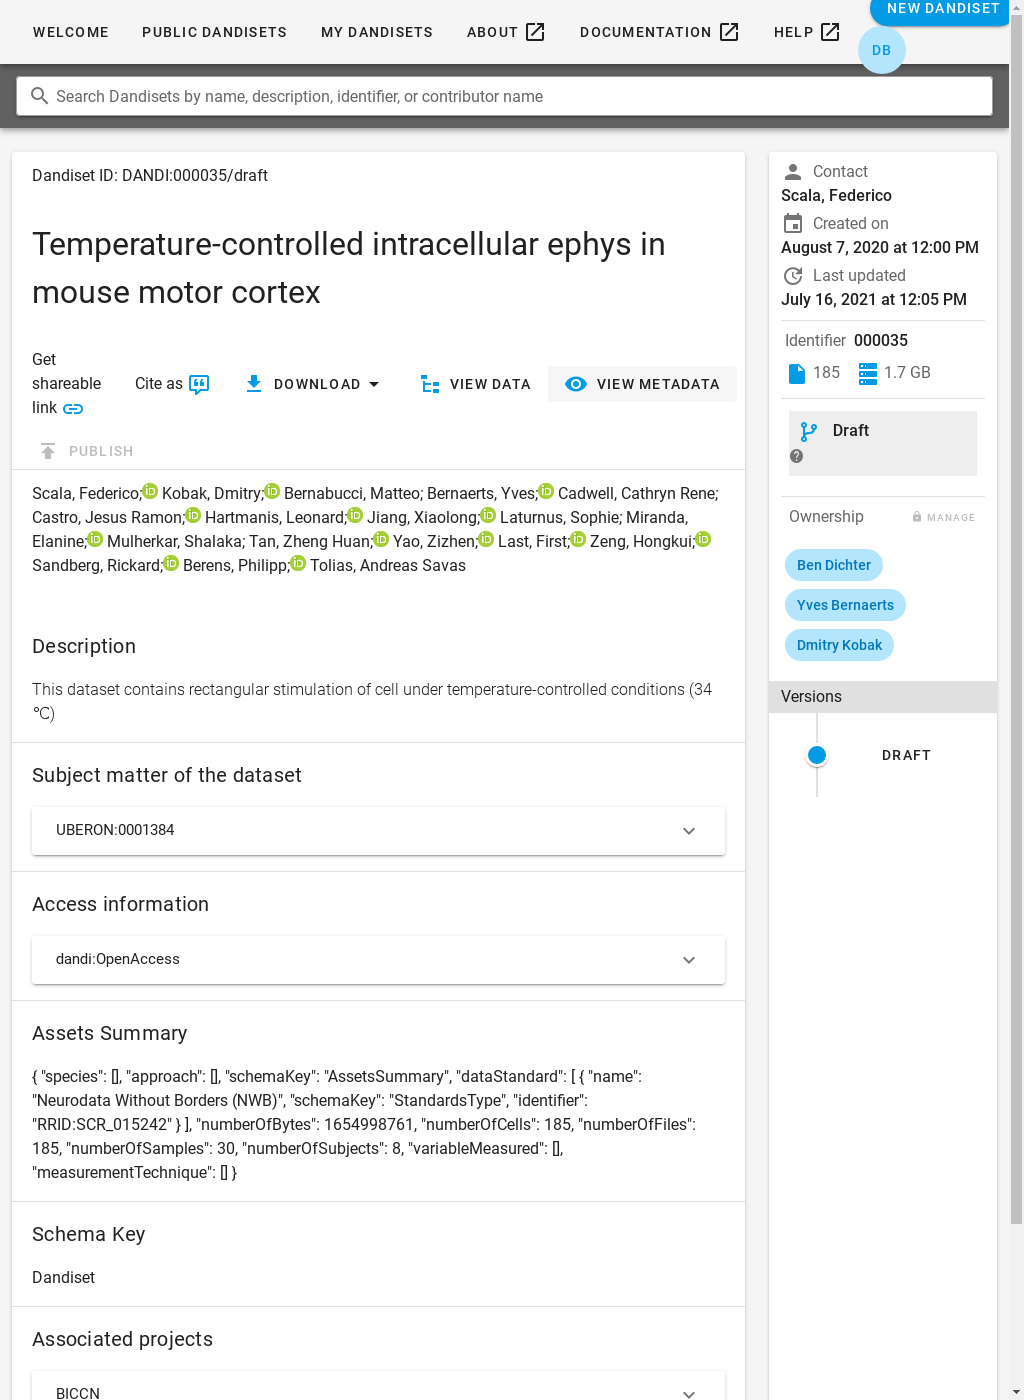 WELCOME PUBLIC DANDISETS MY DANDISETS ABOUT DOCUMENTATION HELP NEW DANDISET
DB
Search Dandisets by name, description, identifier, or contributor name
Dandiset ID: DANDI:000035/draft
Temperature-controlled intracellular ephys in
mouse motor cortex
Get
shareable
link
Cite as
DOWNLOAD
VIEW DATA
VIEW METADATA
PUBLISH
Scala, Federico; Kobak, Dmitry; Bernabucci, Matteo; Bernaerts, Yves; Cadwell, Cathryn Rene;
Castro, Jesus Ramon; Hartmanis, Leonard; Jiang, Xiaolong; Laturnus, Sophie; Miranda,
Elanine; Mulherkar, Shalaka; Tan, Zheng Huan; Yao, Zizhen; Last, First; Zeng, Hongkui;
Sandberg, Rickard; Berens, Philipp; Tolias, Andreas Savas
Description
This dataset contains rectangular stimulation of cell under temperature-controlled conditions (34
℃)
Subject matter of the dataset
UBERON:0001384
Access information
dandi:OpenAccess
Assets Summary
{ "species": [], "approach": [], "schemaKey": "AssetsSummary", "dataStandard": [ { "name":
"Neurodata Without Borders (NWB)", "schemaKey": "StandardsType", "identifier":
"RRID:SCR_015242" } ], "numberOfBytes": 1654998761, "numberOfCells": 185, "numberOfFiles":
185, "numberOfSamples": 30, "numberOfSubjects": 8, "variableMeasured": [],
"measurementTechnique": [] }
Schema Key
Dandiset
Associated projects
BICCN
Contact
Scala, Federico
Created on
August 7, 2020 at 12:00 PM
Last updated
July 16, 2021 at 12:05 PM
Identifier 000035
185 1.7 GB
Draft
Ownership MANAGE
Ben Dichter
Yves Bernaerts
Dmitry Kobak
Versions
DRAFT